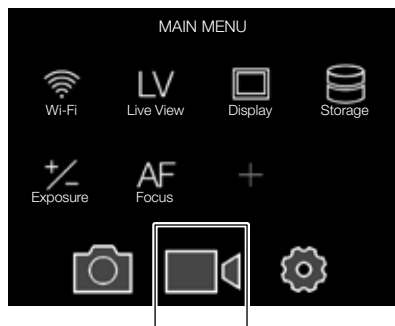 MAIN MENU
LV
Wi-Fi Live View Display Storage
+/- AF
Exposure Focus
+